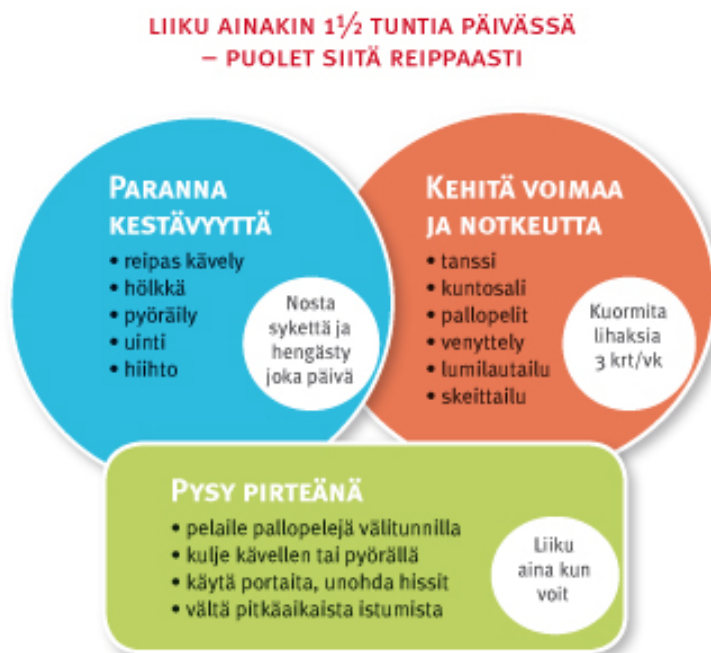 LIIKU AINAKIN 1½ TUNTIA PÄIVÄSSÄ
– PUOLET SIITÄ REIPPAASTI
PARANNA
KESTÄVYYTTÄ
• reipas kävely
• hölkkä
• pyöräily
• uinti
• hiihto
Nosta
sykettä ja
hengästy
joka päivä
KEHITÄ VOIMAA
JA NOTKEUTTA
• tanssi
• kuntosali
• pallopelit
• venyttely
• lumilautailu
• skeittailu
Kuormita
lihaksia
3 krt/vk
PYSY PIRTEÄNÄ
• pelaile pallopelejä välitunnilla
• kulje kävellen tai pyörällä
• käytä portaita, unohda hissit
• vältä pitkäaikaista istumista
Liiku
aina kun
voit